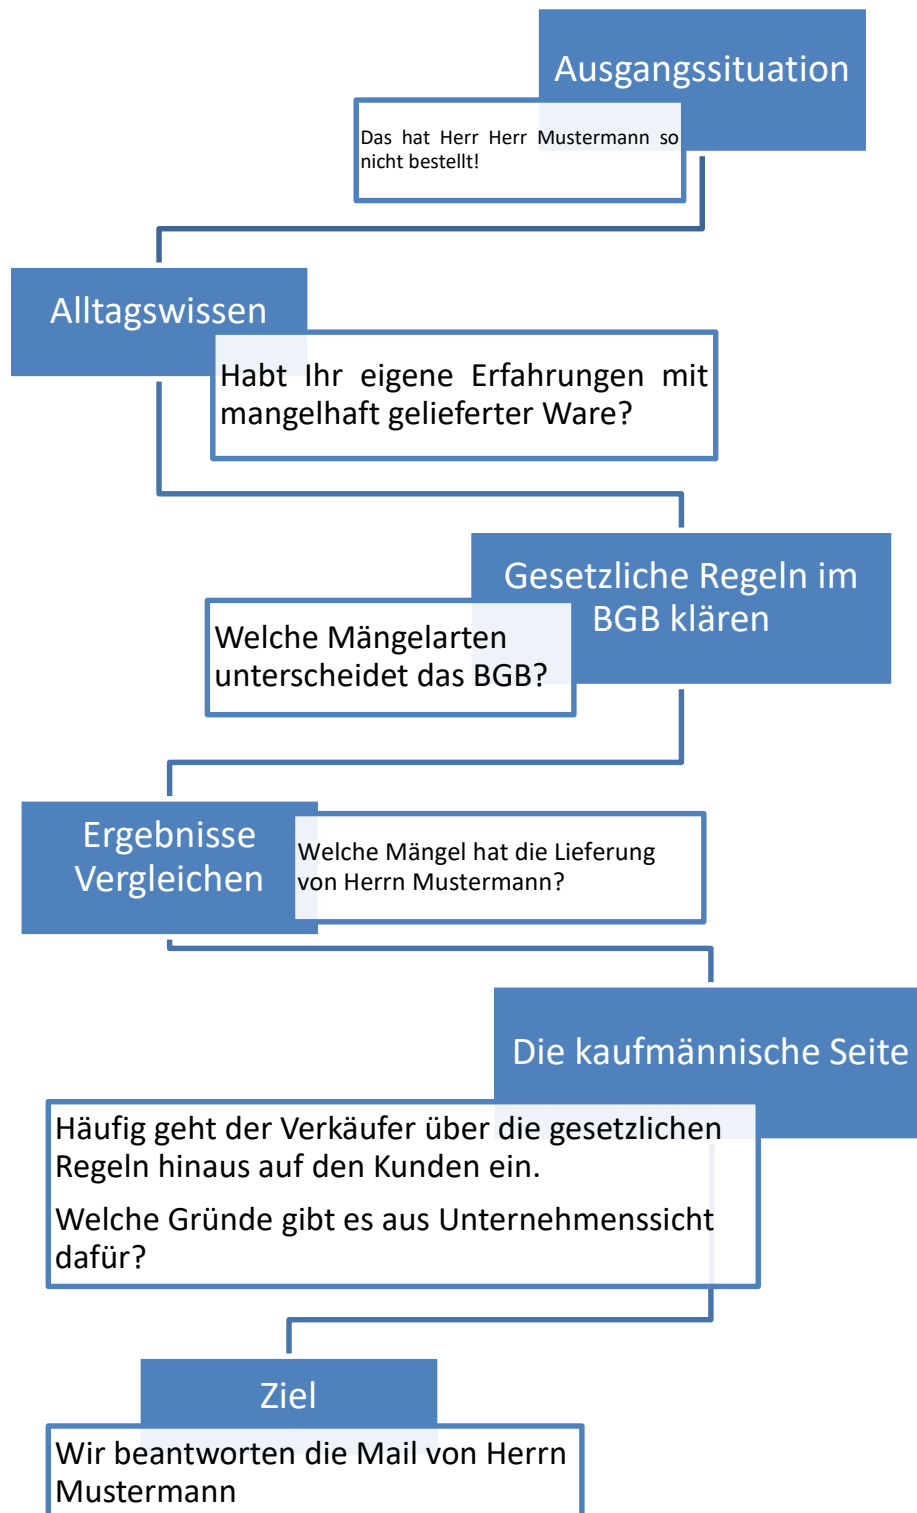 Ausgangssituation
Das hat Herr Herr Mustermann so
nicht bestellt!
Alltagswissen
Habt Ihr eigene Erfahrungen mit
mangelhaft gelieferter Ware?
Gesetzliche Regeln im
BGB klären
Welche Mängelarten
unterscheidet das BGB?
Ergebnisse
Vergleichen
Welche Mängel hat die Lieferung
von Herrn Mustermann?
Die kaufmännische Seite
Häufig geht der Verkäufer über die gesetzlichen
Regeln hinaus auf den Kunden ein.
Welche Gründe gibt es aus Unternehmenssicht
dafür?
Ziel
Wir beantworten die Mail von Herrn
Mustermann